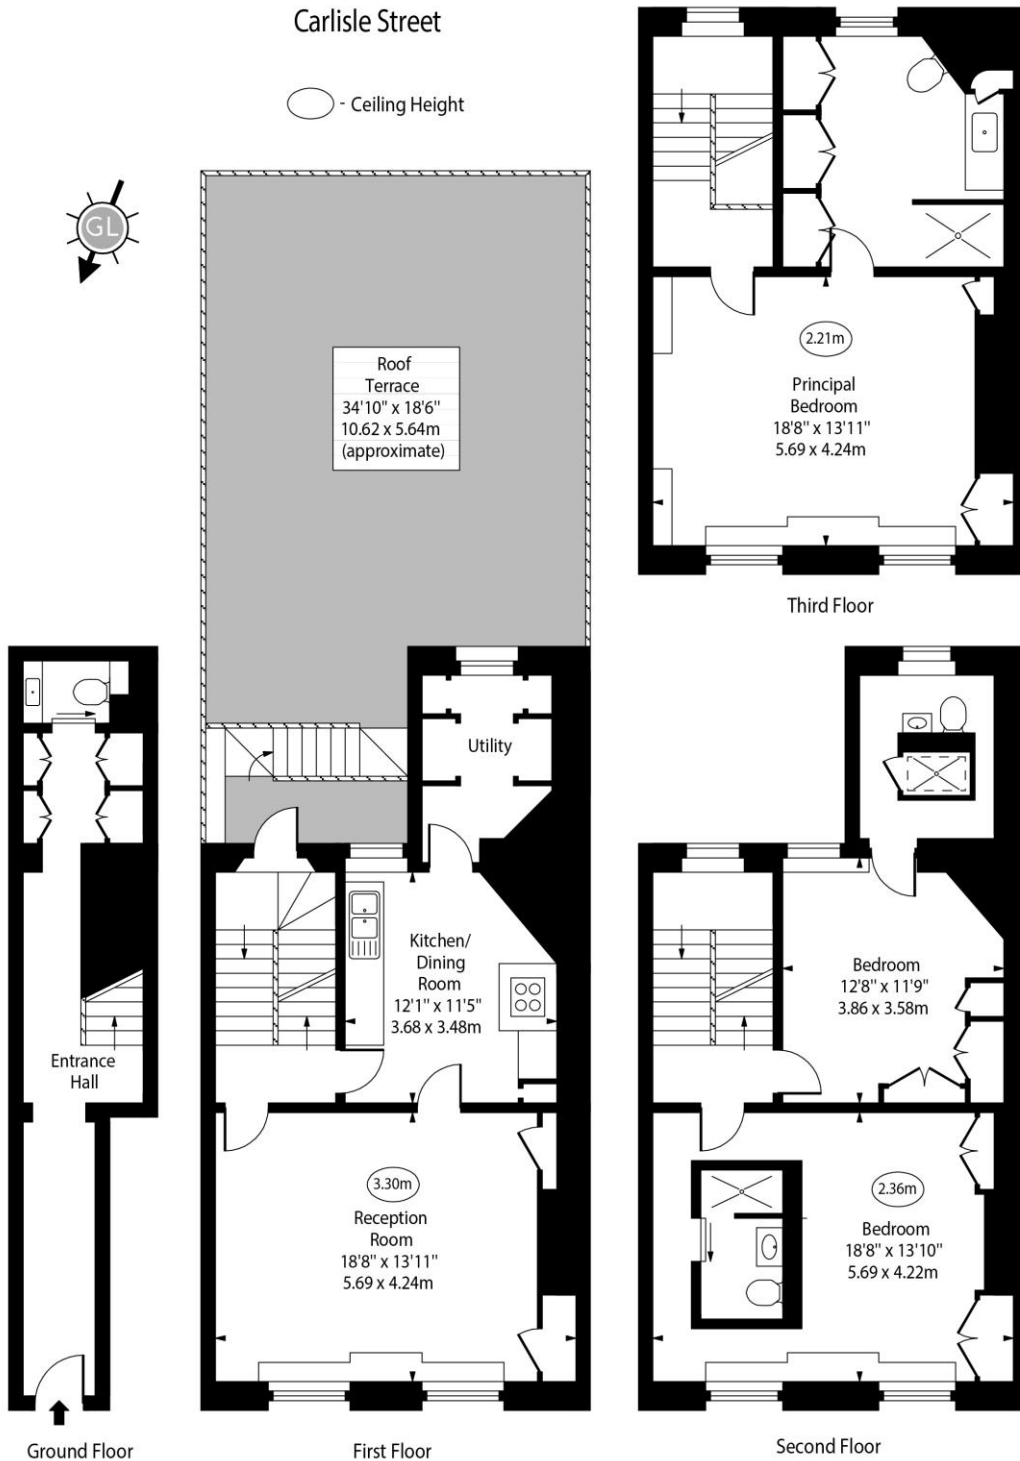 Carlisle Street
- Ceiling Height
GL
Roof
Terrace
34'10" x 18'6"
10.62 x 5.64m
(approximate)
2.21m
Principal
Bedroom
18'8" x 13'11"
5.69 x 4.24m
Third Floor
Utility
Kitchen/
Dining
Room
12'1" x 11'5"
3.68 x 3.48m
Bedroom
12'8" x 11'9"
3.86 x 3.58m
Entrance
Hall
3.30m
Reception
Room
18'8" x 13'11"
5.69 x 4.24m
2.36m
Bedroom
18'8" x 13'10"
5.69 x 4.22m
Ground Floor
First Floor
Second Floor